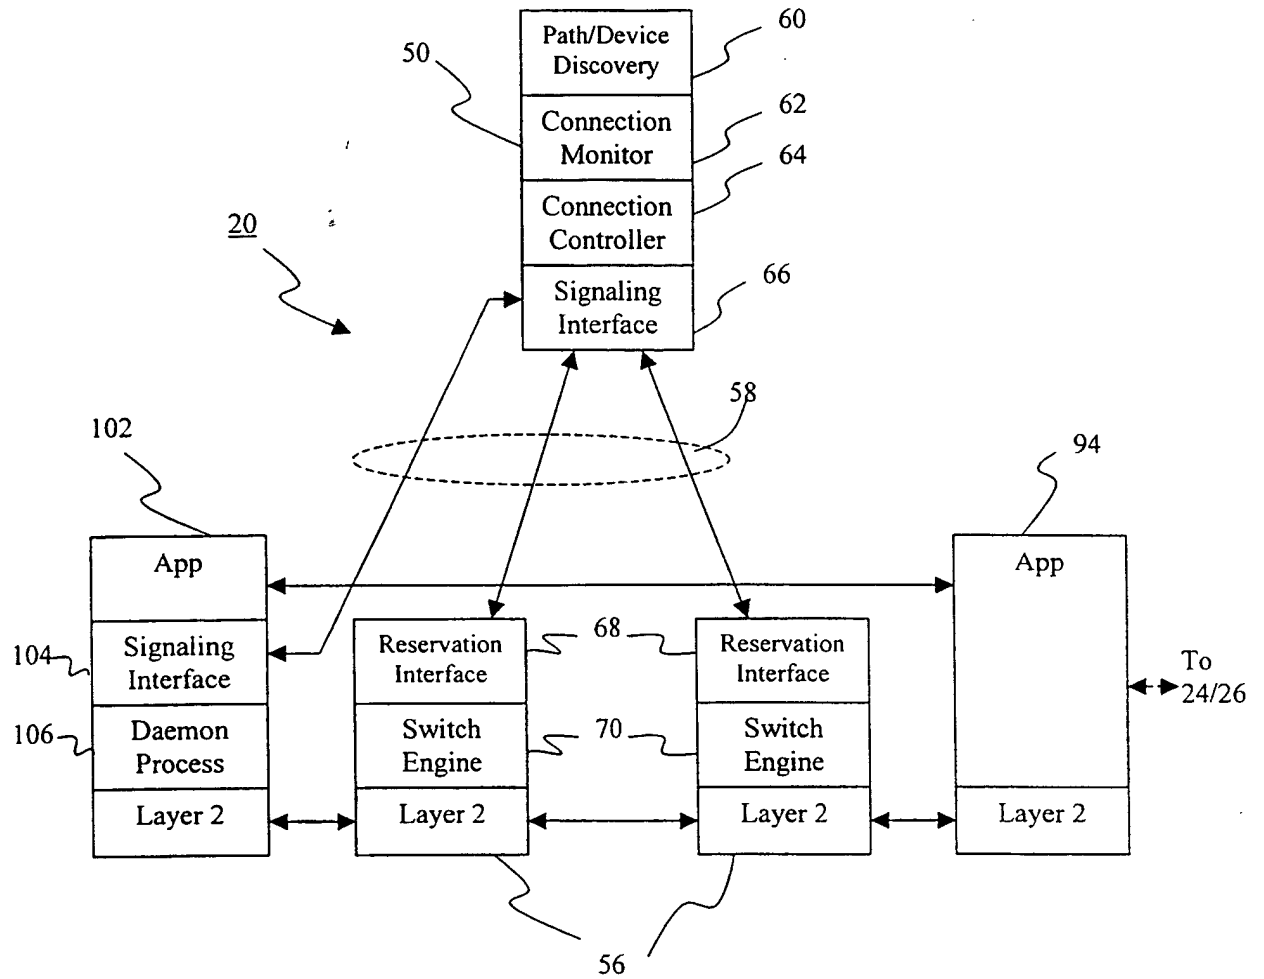 60
Path/Device
Discovery
50
62
Connection
Monitor
64
Connection
Controller
20
66
Signaling
Interface
58
102
94
App
App
104
Signaling
Interface
68
Reservation
Interface
Reservation
Interface
To
24/26
106
Daemon
Process
70
Switch
Engine
Switch
Engine
Layer 2
Layer 2
Layer 2
Layer 2
56